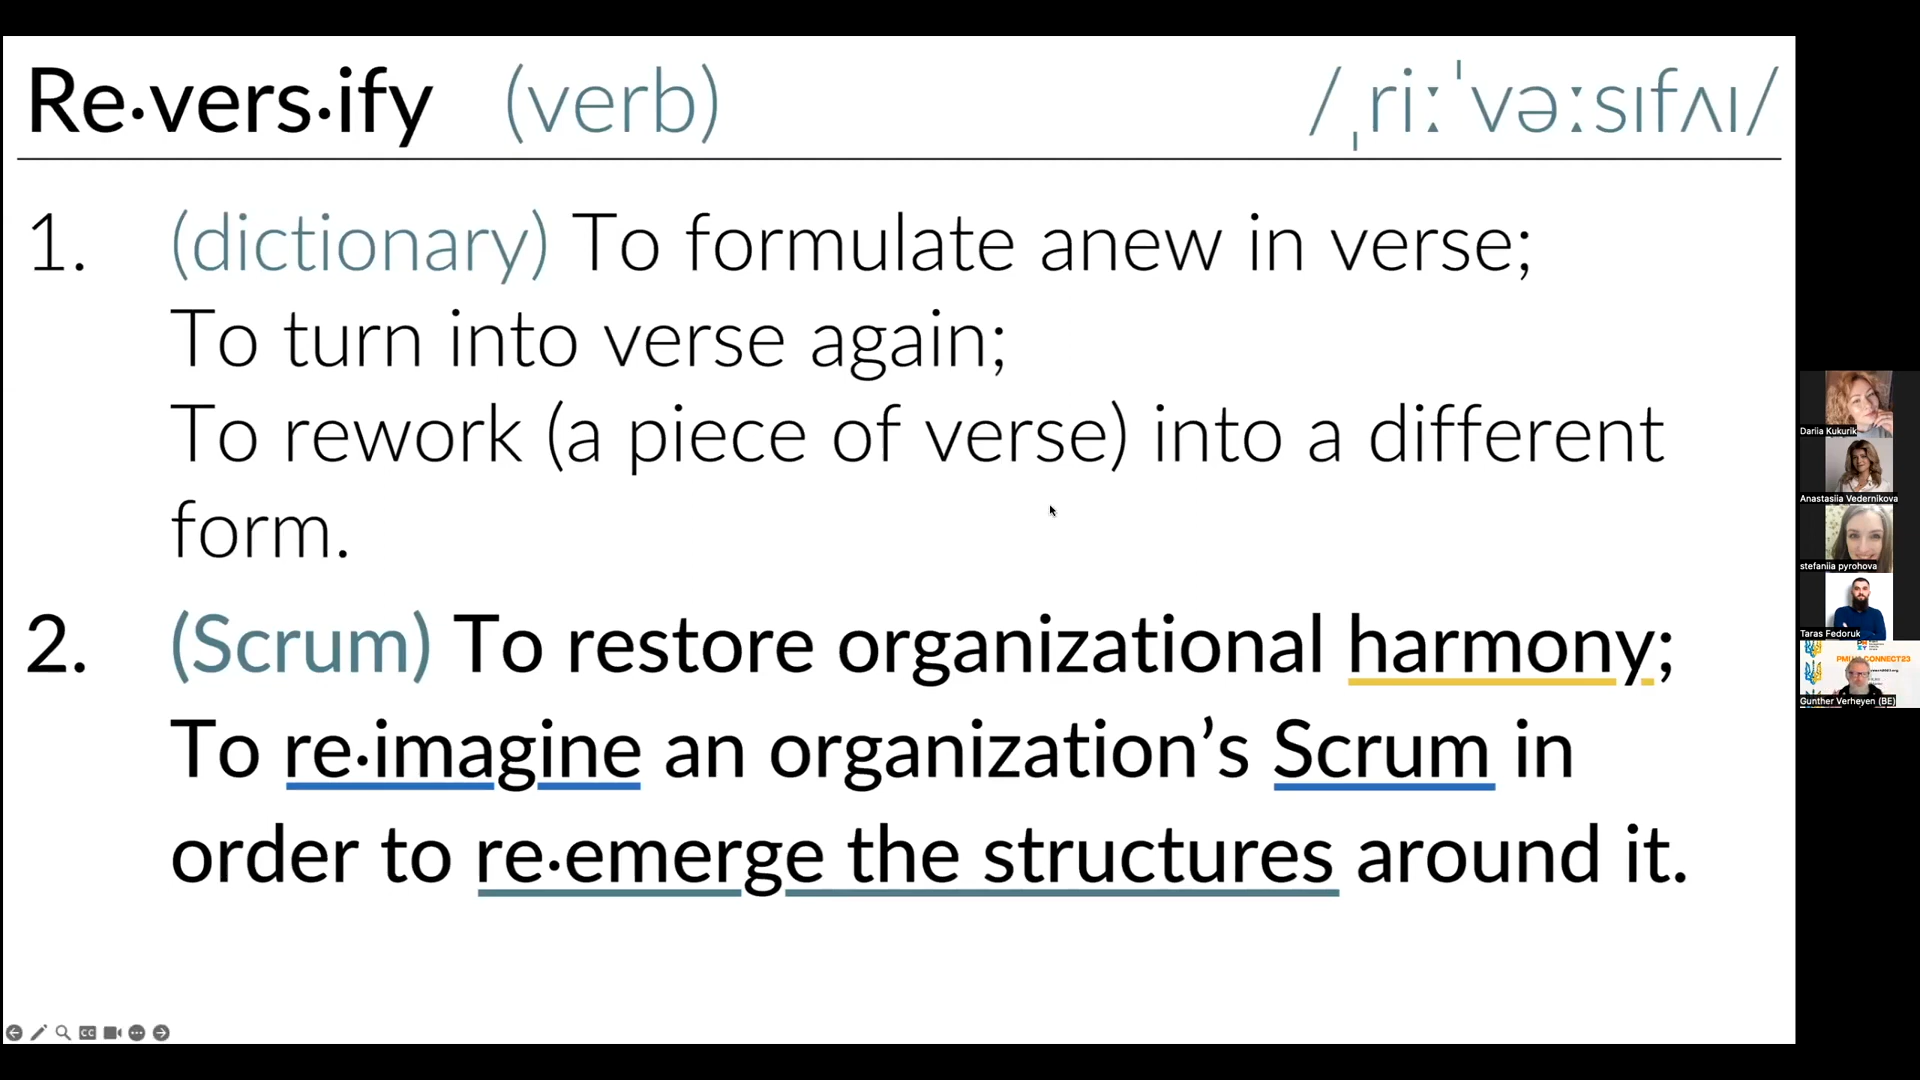 Re·vers·ify (verb) /ˌriːˈvəːsɪfʌɪ/
1. (dictionary) To formulate anew in verse;
To turn into verse again;
To rework (a piece of verse) into a different
form.
2. (Scrum) To restore organizational harmony;
To re·imagine an organization’s Scrum in
order to re·emerge the structures around it.
Dariia Kukurik
Anastasiia Vedernikova
stefaniia pyrohova
Taras Fedoruk
Gunther Verheyen (BE)
CC